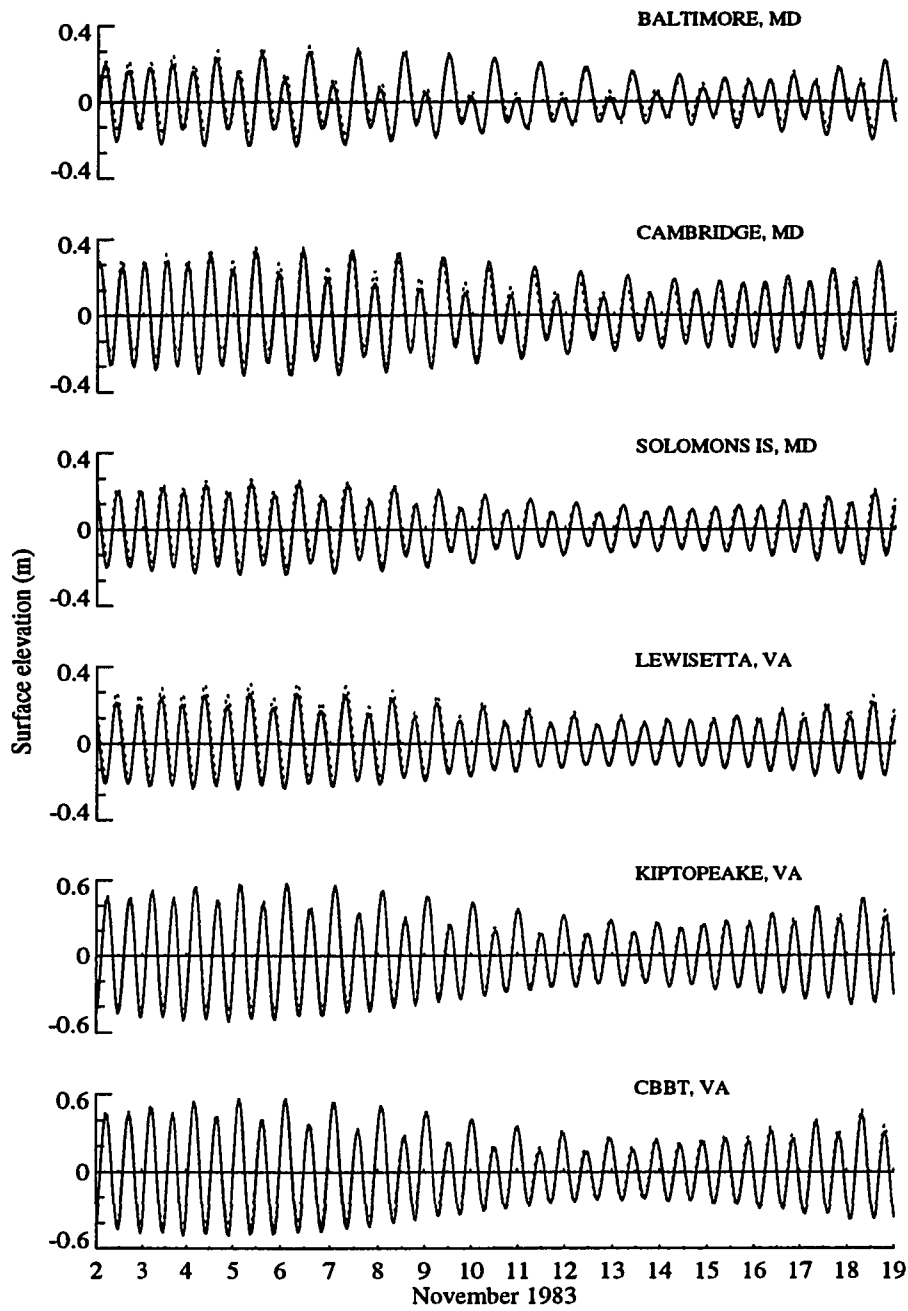 BALTIMORE, MD
0.4
0
-0.4
CAMBRIDGE, MD
0.4
0
-0.4
SOLOMONS IS, MD
0.4
0
-0.4
LEWISETTA, VA
0.4
0
-0.4
KIPTOPEAKE, VA
0.6
0
-0.6
CBBT, VA
0.6
0
-0.6
Surface elevation (m)
2 3 4 5 6 7 8 9 10 11 12 13 14 15 16 17 18 19
November 1983